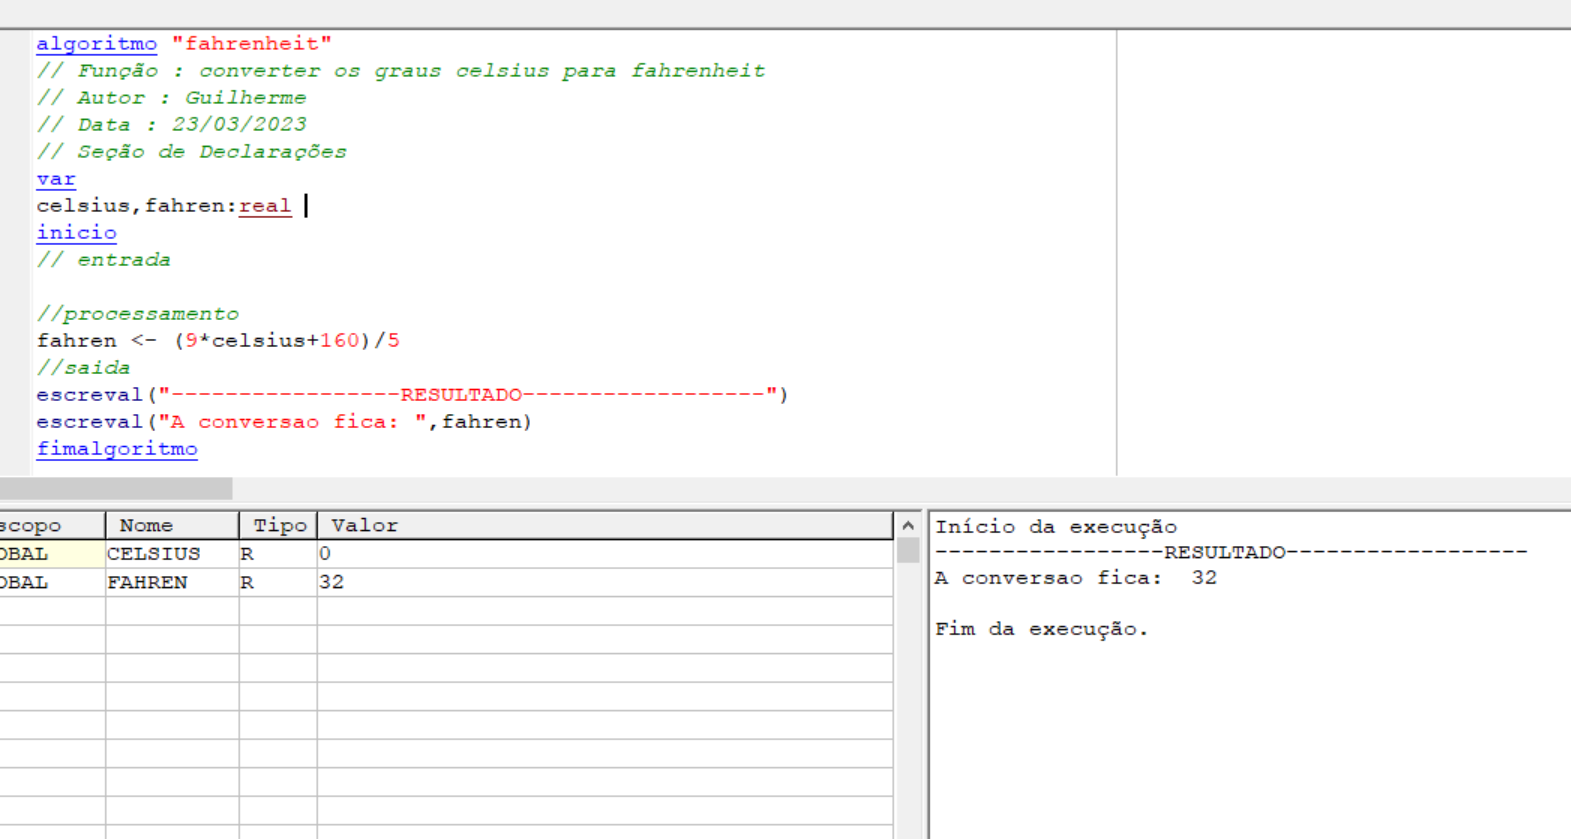 algoritmo "fahrenheit"
// Função : converter os graus celsius para fahrenheit
// Autor : Guilherme
// Data : 23/03/2023
// Seção de Declarações
var
celsius,fahren:real
inicio
// entrada
//processamento
fahren <- (9*celsius+160)/5
//saida
escreval("-----------------RESULTADO------------------")
escreval("A conversao fica: ",fahren)
fimalgoritmo
scopo Nome Tipo Valor
OBAL CELSIUS R 0
OBAL FAHREN R 32
Início da execução
-----------------RESULTADO------------------
A conversao fica:  32
Fim da execução.